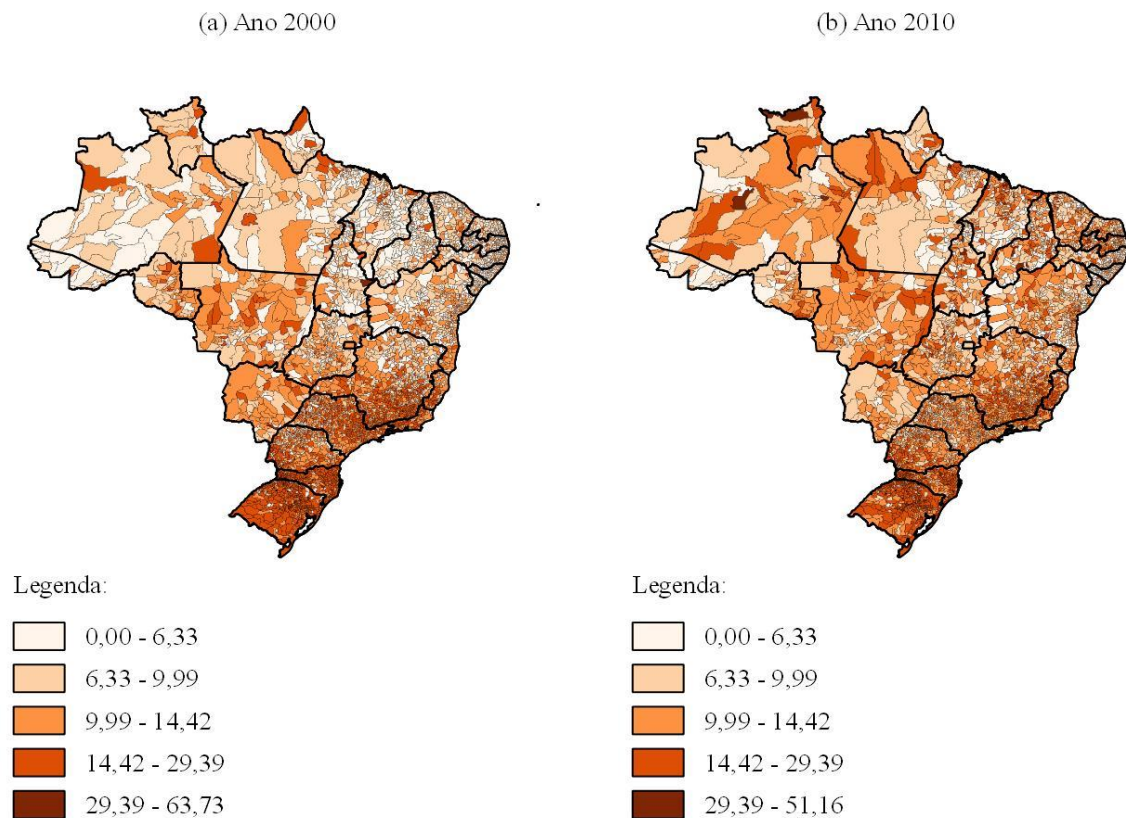 (a) Ano 2000
(b) Ano 2010
Legenda:
0,00 - 6,33
6,33 - 9,99
9,99 - 14,42
14,42 - 29,39
29,39 - 63,73
Legenda:
0,00 - 6,33
6,33 - 9,99
9,99 - 14,42
14,42 - 29,39
29,39 - 51,16